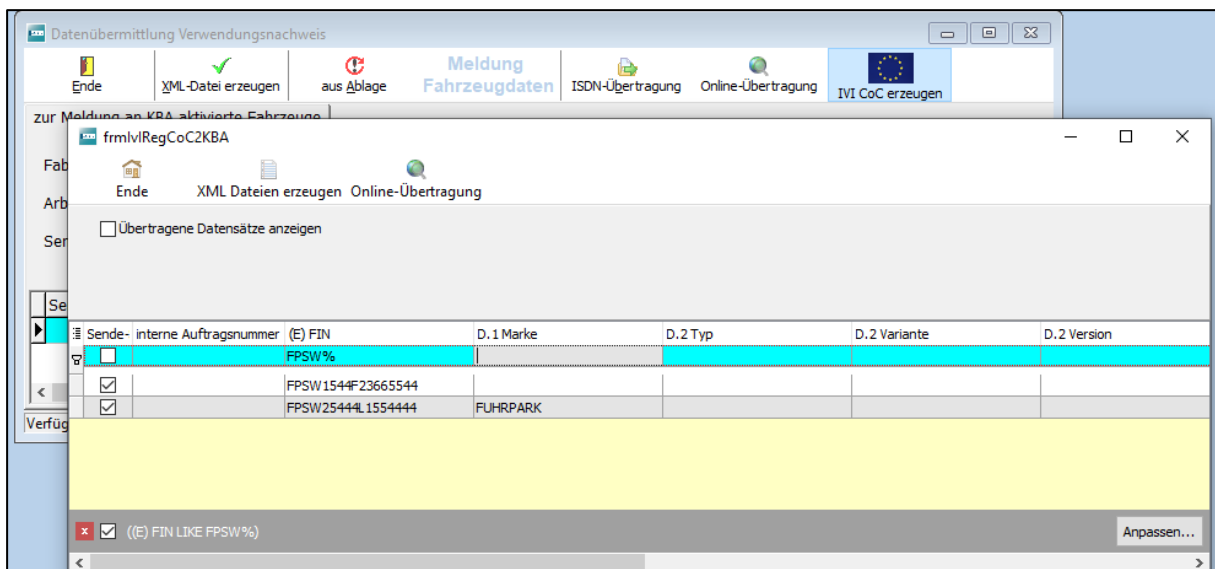 Datenübermittlung Verwendungsnachweis
Ende
XML-Datei erzeugen
aus Ablage
Meldung
Fahrzeugdaten
ISDN-Übertragung
Online-Übertragung
IVI CoC erzeugen
zur Meldung an KBA aktivierte Fahrzeuge
frmIvIRegCoC2KBA
Fab
Ende
XML Dateien erzeugen
Online-Übertragung
Arb
Übertragene Datensätze anzeigen
Ser
Se
Sende- interne Auftragsnummer (E) FIN D.1 Marke D.2 Typ D.2 Variante D.2 Version
FPSW%
FPSW1544F23665544
FPSW25444L1554444 FUHRPARK
Verfüg
x ((E) FIN LIKE FPSW%)
Anpassen...